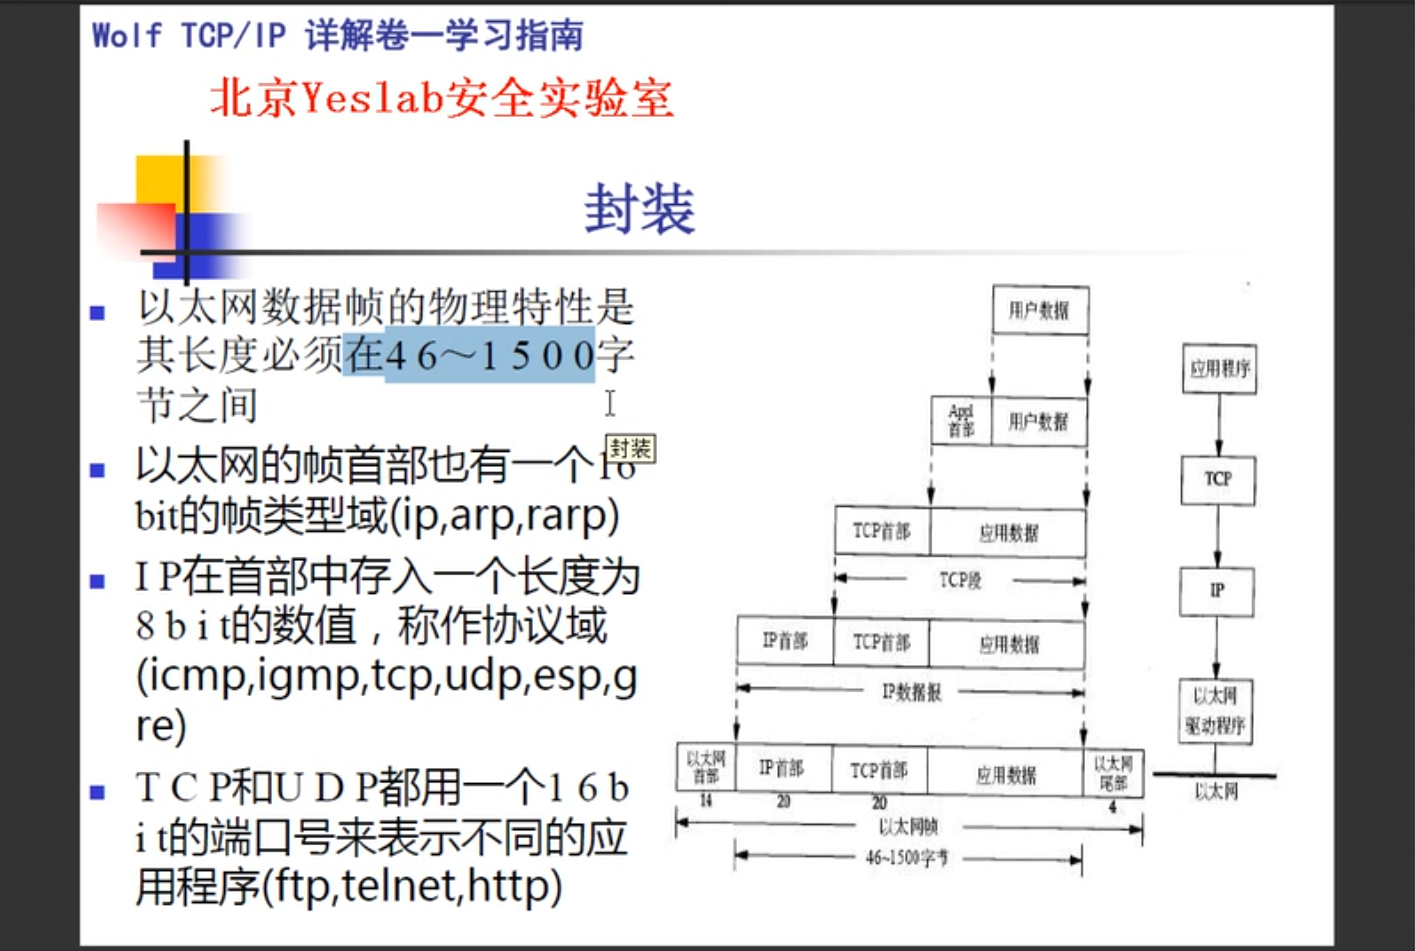 Wolf TCP/IP 详解卷一学习指南
北京Yeslab安全实验室
封装
以太网数据帧的物理特性是
其长度必须在46～1500字
节之间
封装
以太网的帧首部也有一个16
bit的帧类型域(ip,arp,rarp)
IP在首部中存入一个长度为
8bit的数值，称作协议域
(icmp,igmp,tcp,udp,esp,g
re)
TCP和UDP都用一个16b
it的端口号来表示不同的应
用程序(ftp,telnet,http)
用户数据
Appl
首部
用户数据
TCP首部
应用数据
TCP段
IP首部
TCP首部
应用数据
IP数据报
以太网
首部
IP首部
TCP首部
应用数据
以太网
尾部
14
20
20
4
以太网帧
46~1500字节
应用程序
TCP
IP
以太网
驱动程序
以太网